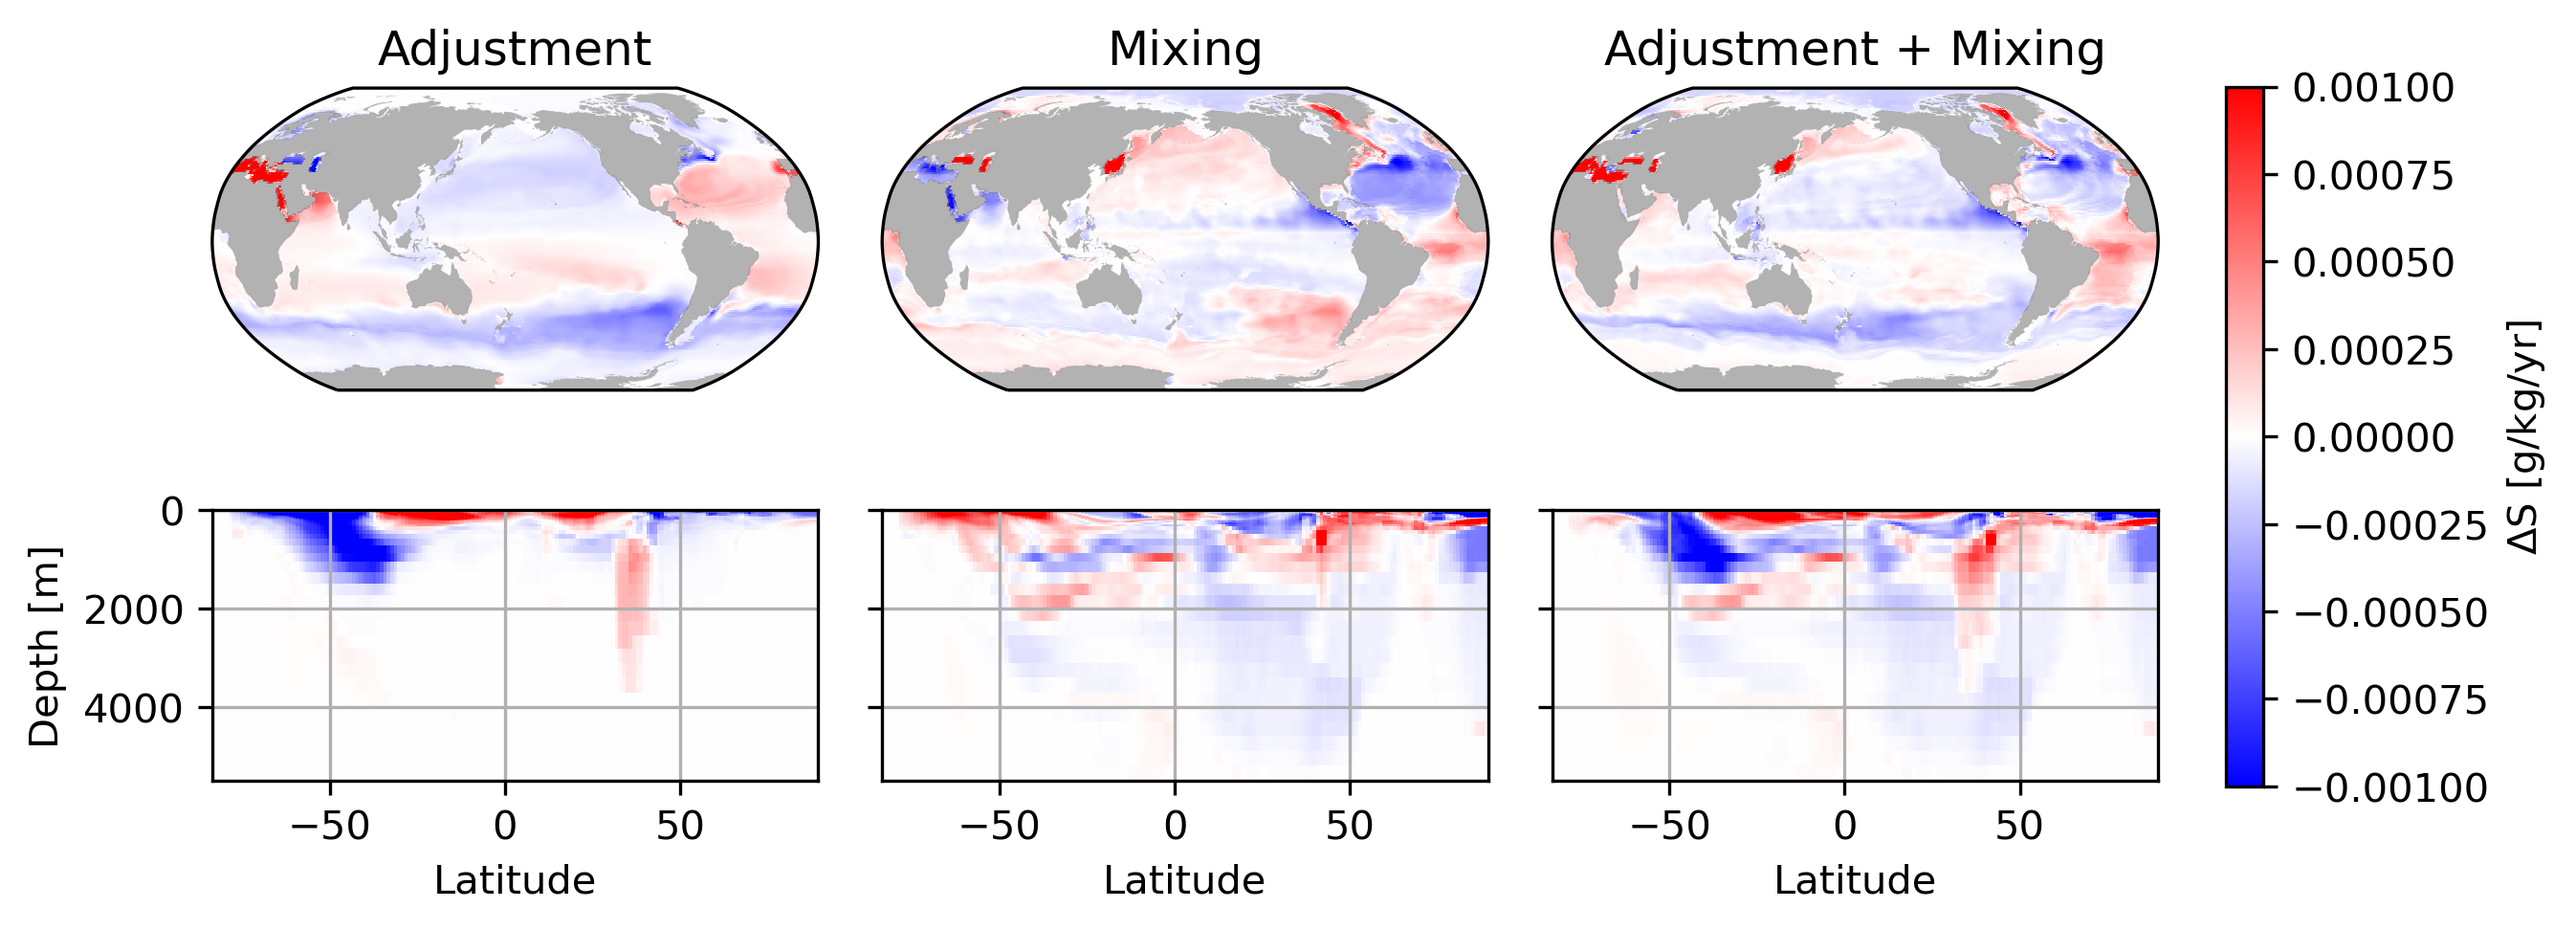 Adjustment Mixing Adjustment + Mixing
0.00100
0.00075
0.00050
0.00025
0.00000
−0.00025
−0.00050
−0.00075
−0.00100
ΔS [g/kg/yr]
Depth [m]
0
2000
4000
−50 0 50 −50 0 50 −50 0 50
Latitude Latitude Latitude